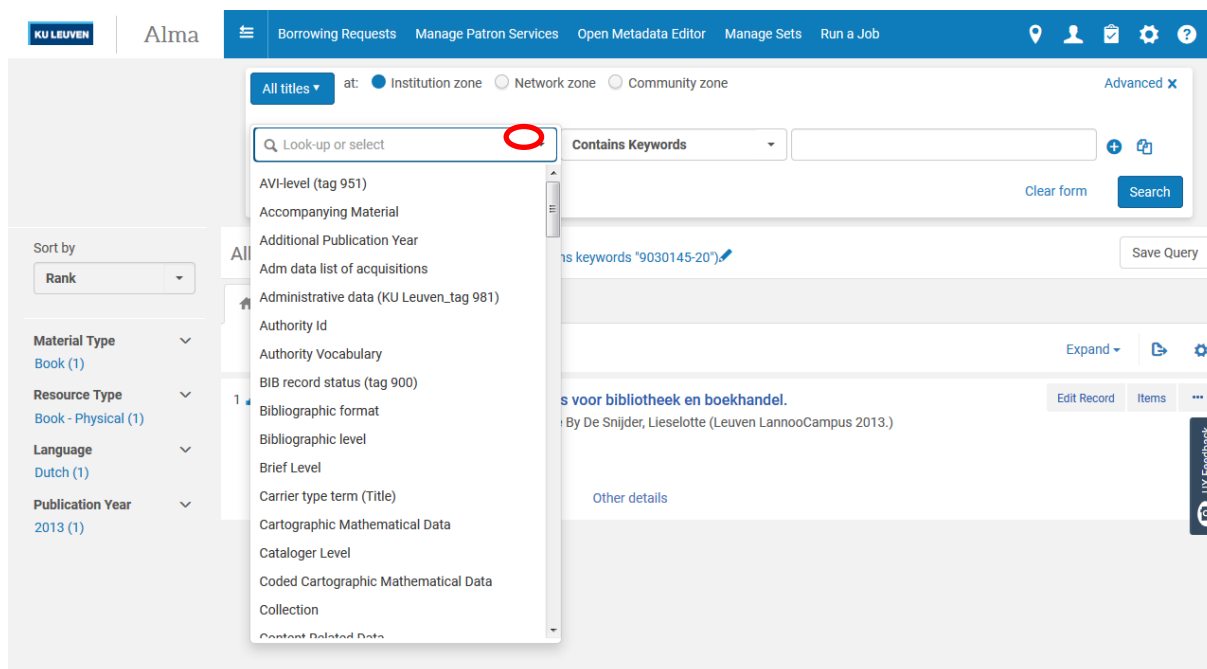 KU LEUVEN Alma Borrowing Requests Manage Patron Services Open Metadata Editor Manage Sets Run a Job
All titles at: Institution zone Network zone Community zone Advanced X
Look-up or select Contains Keywords
AVI-level (tag 951)
Clear form Search
Accompanying Material
Additional Publication Year
Sort by
All ns keywords "9030145-20") Save Query
Adm data list of acquisitions
Rank
Administrative data (KU Leuven_tag 981)
Authority Id
Material Type
Authority Vocabulary Expand
Book (1)
BIB record status (tag 900)
Resource Type
1 s voor bibliotheek en boekhandel. Edit Record Items
Bibliographic format
Book - Physical (1)
By De Snijder, Lieselotte (Leuven LannooCampus 2013.)
Bibliographic level
Language
Brief Level
Dutch (1)
Carrier type term (Title) Other details
Publication Year
Cartographic Mathematical Data
2013 (1)
Cataloger Level
Coded Cartographic Mathematical Data
Collection
Content Related Data
UX Feedback